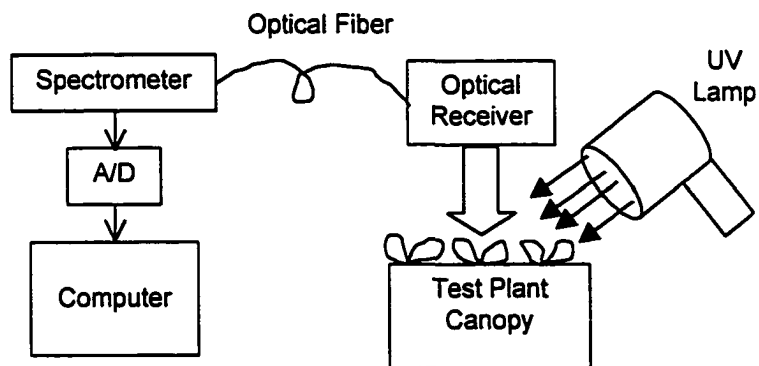 Optical Fiber
Spectrometer
Optical
Receiver
UV
Lamp
A/D
Computer
Test Plant
Canopy